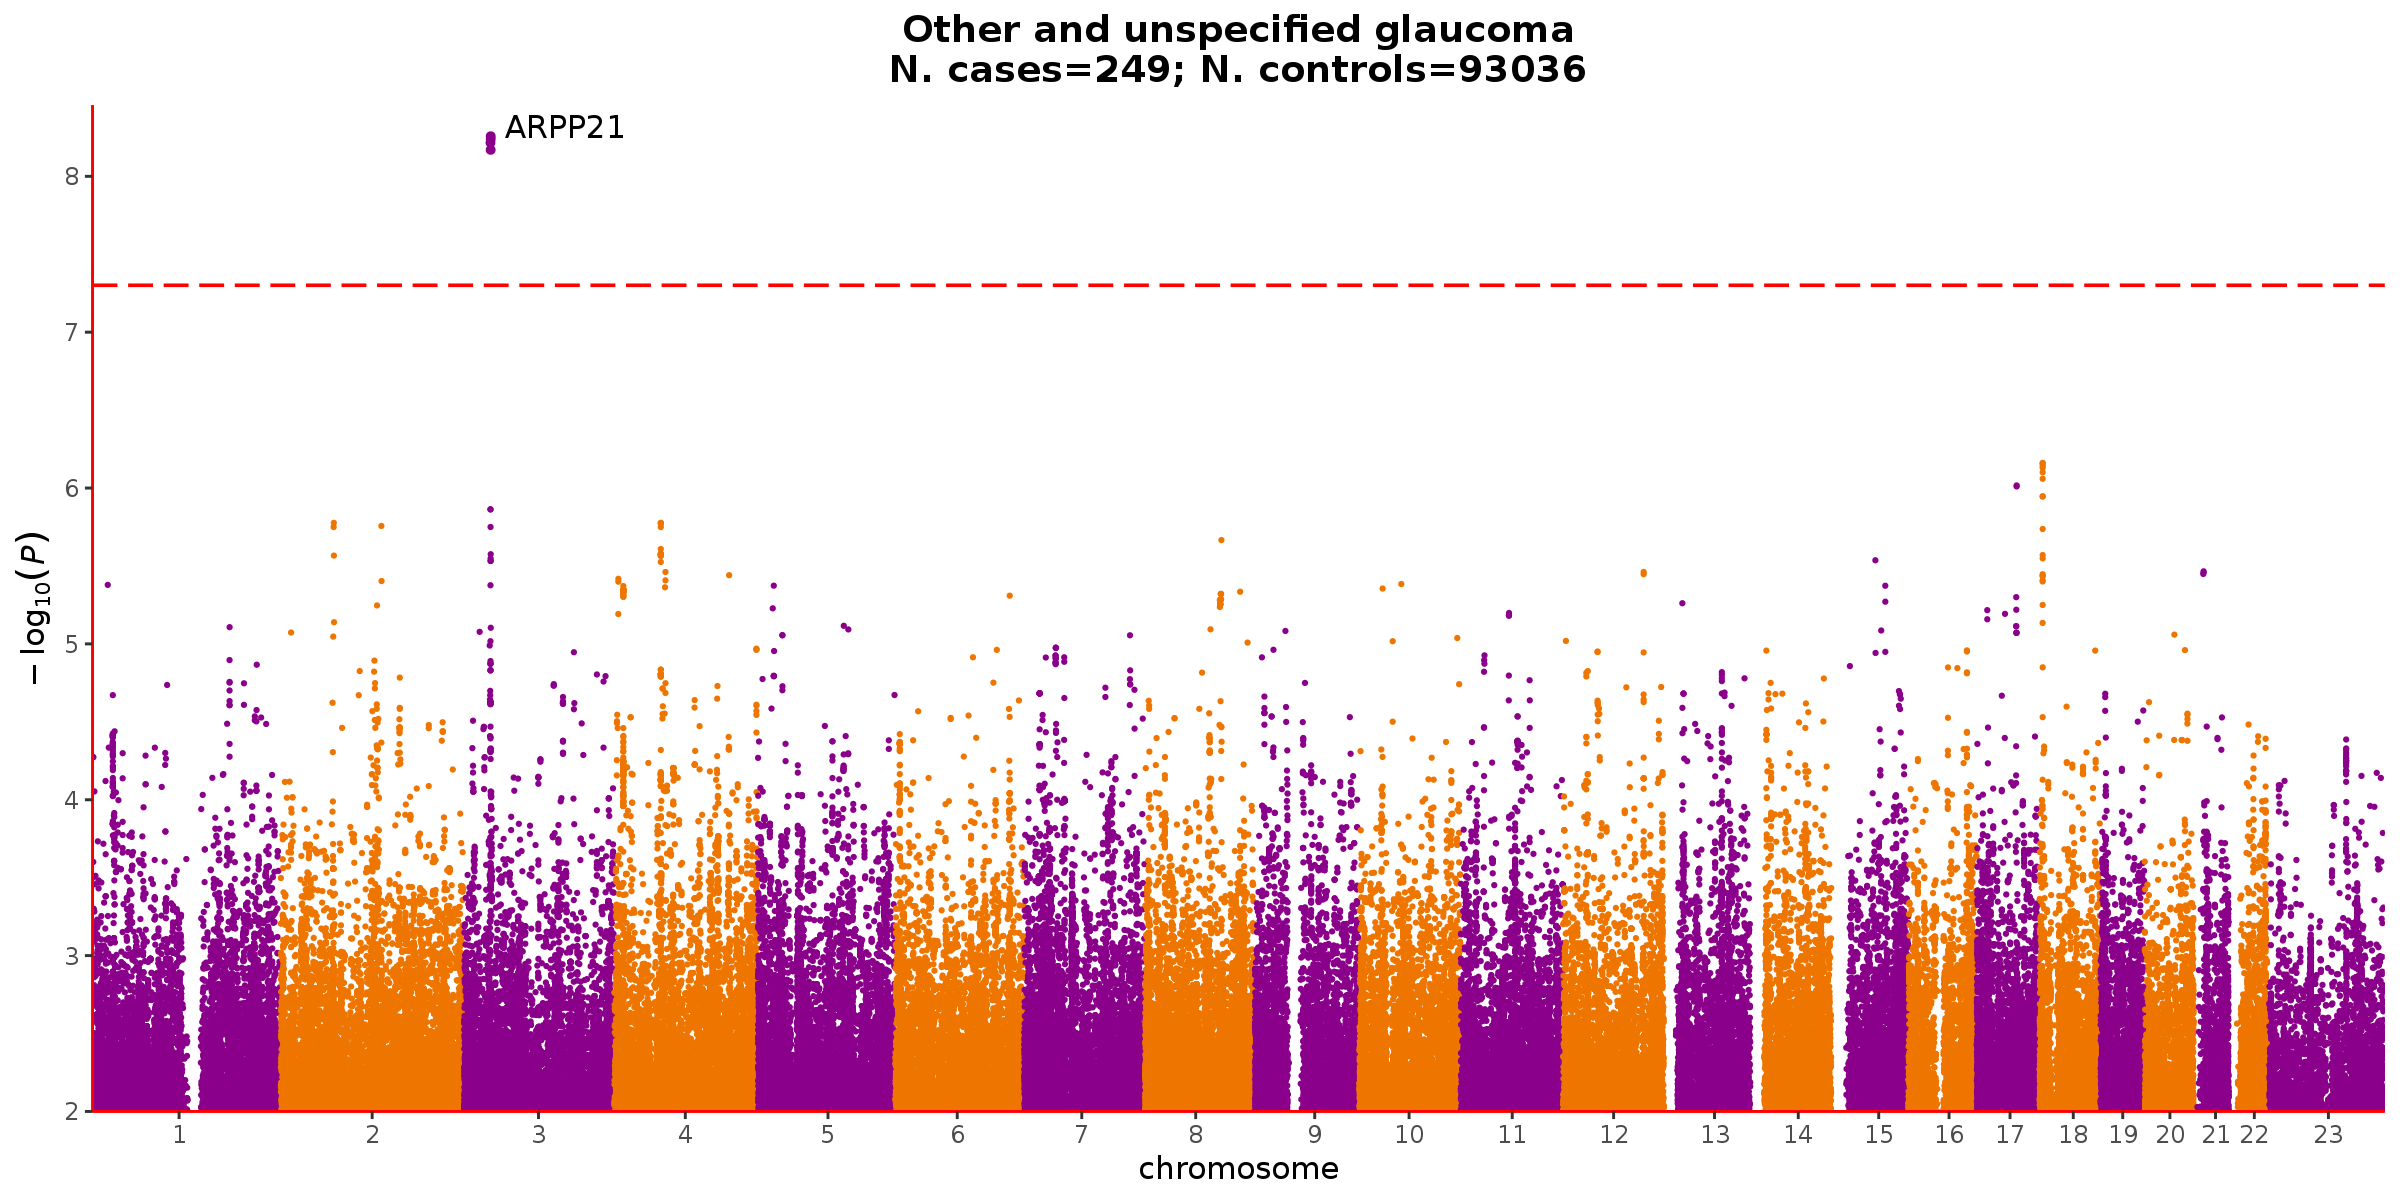 Other and unspecified glaucoma
N. cases=249; N. controls=93036
ARPP21
8
7
6
5
4
3
2
−log₁₀(P)
1 2 3 4 5 6 7 8 9 10 11 12 13 14 15 16 17 18 19 20 21 22 23
chromosome